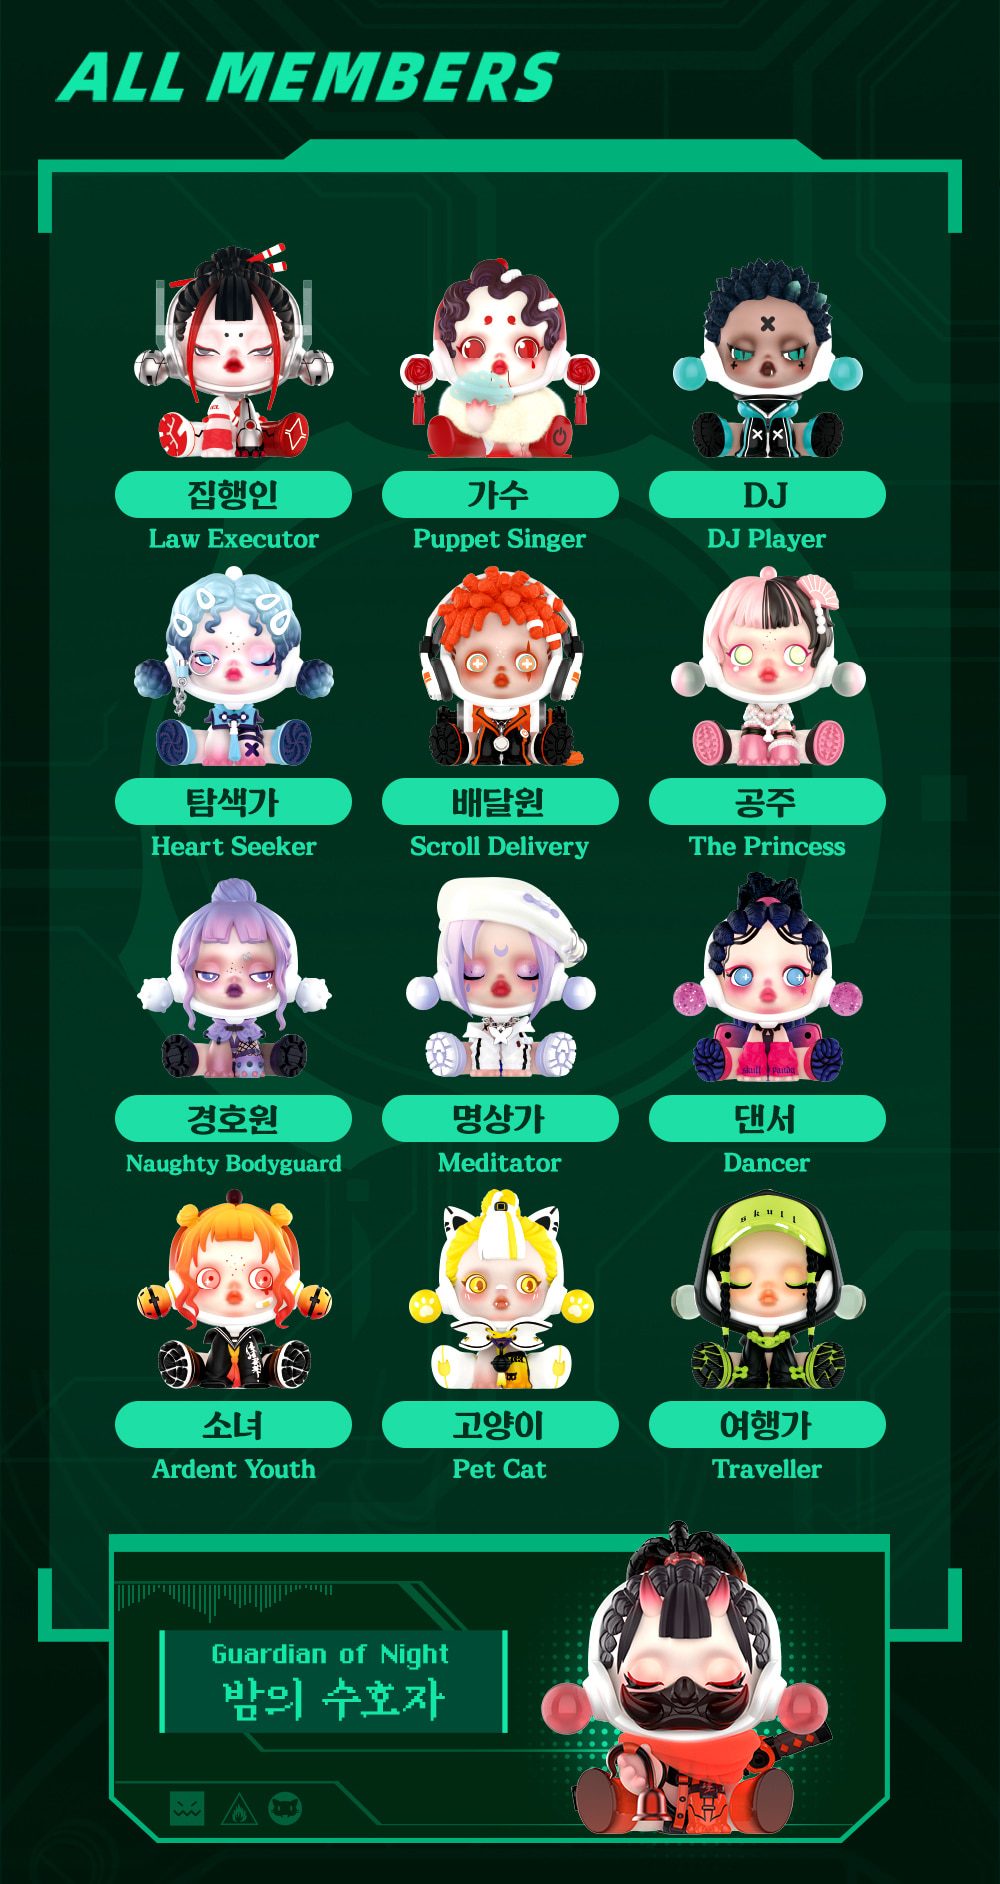 ALL MEMBERS
집행인
Law Executor
가수
Puppet Singer
DJ
DJ Player
탐색가
Heart Seeker
배달원
Scroll Delivery
공주
The Princess
경호원
Naughty Bodyguard
명상가
Meditator
댄서
Dancer
skull panda
소녀
Ardent Youth
고양이
Pet Cat
skull
여행가
Traveller
Guardian of Night
밤의 수호자